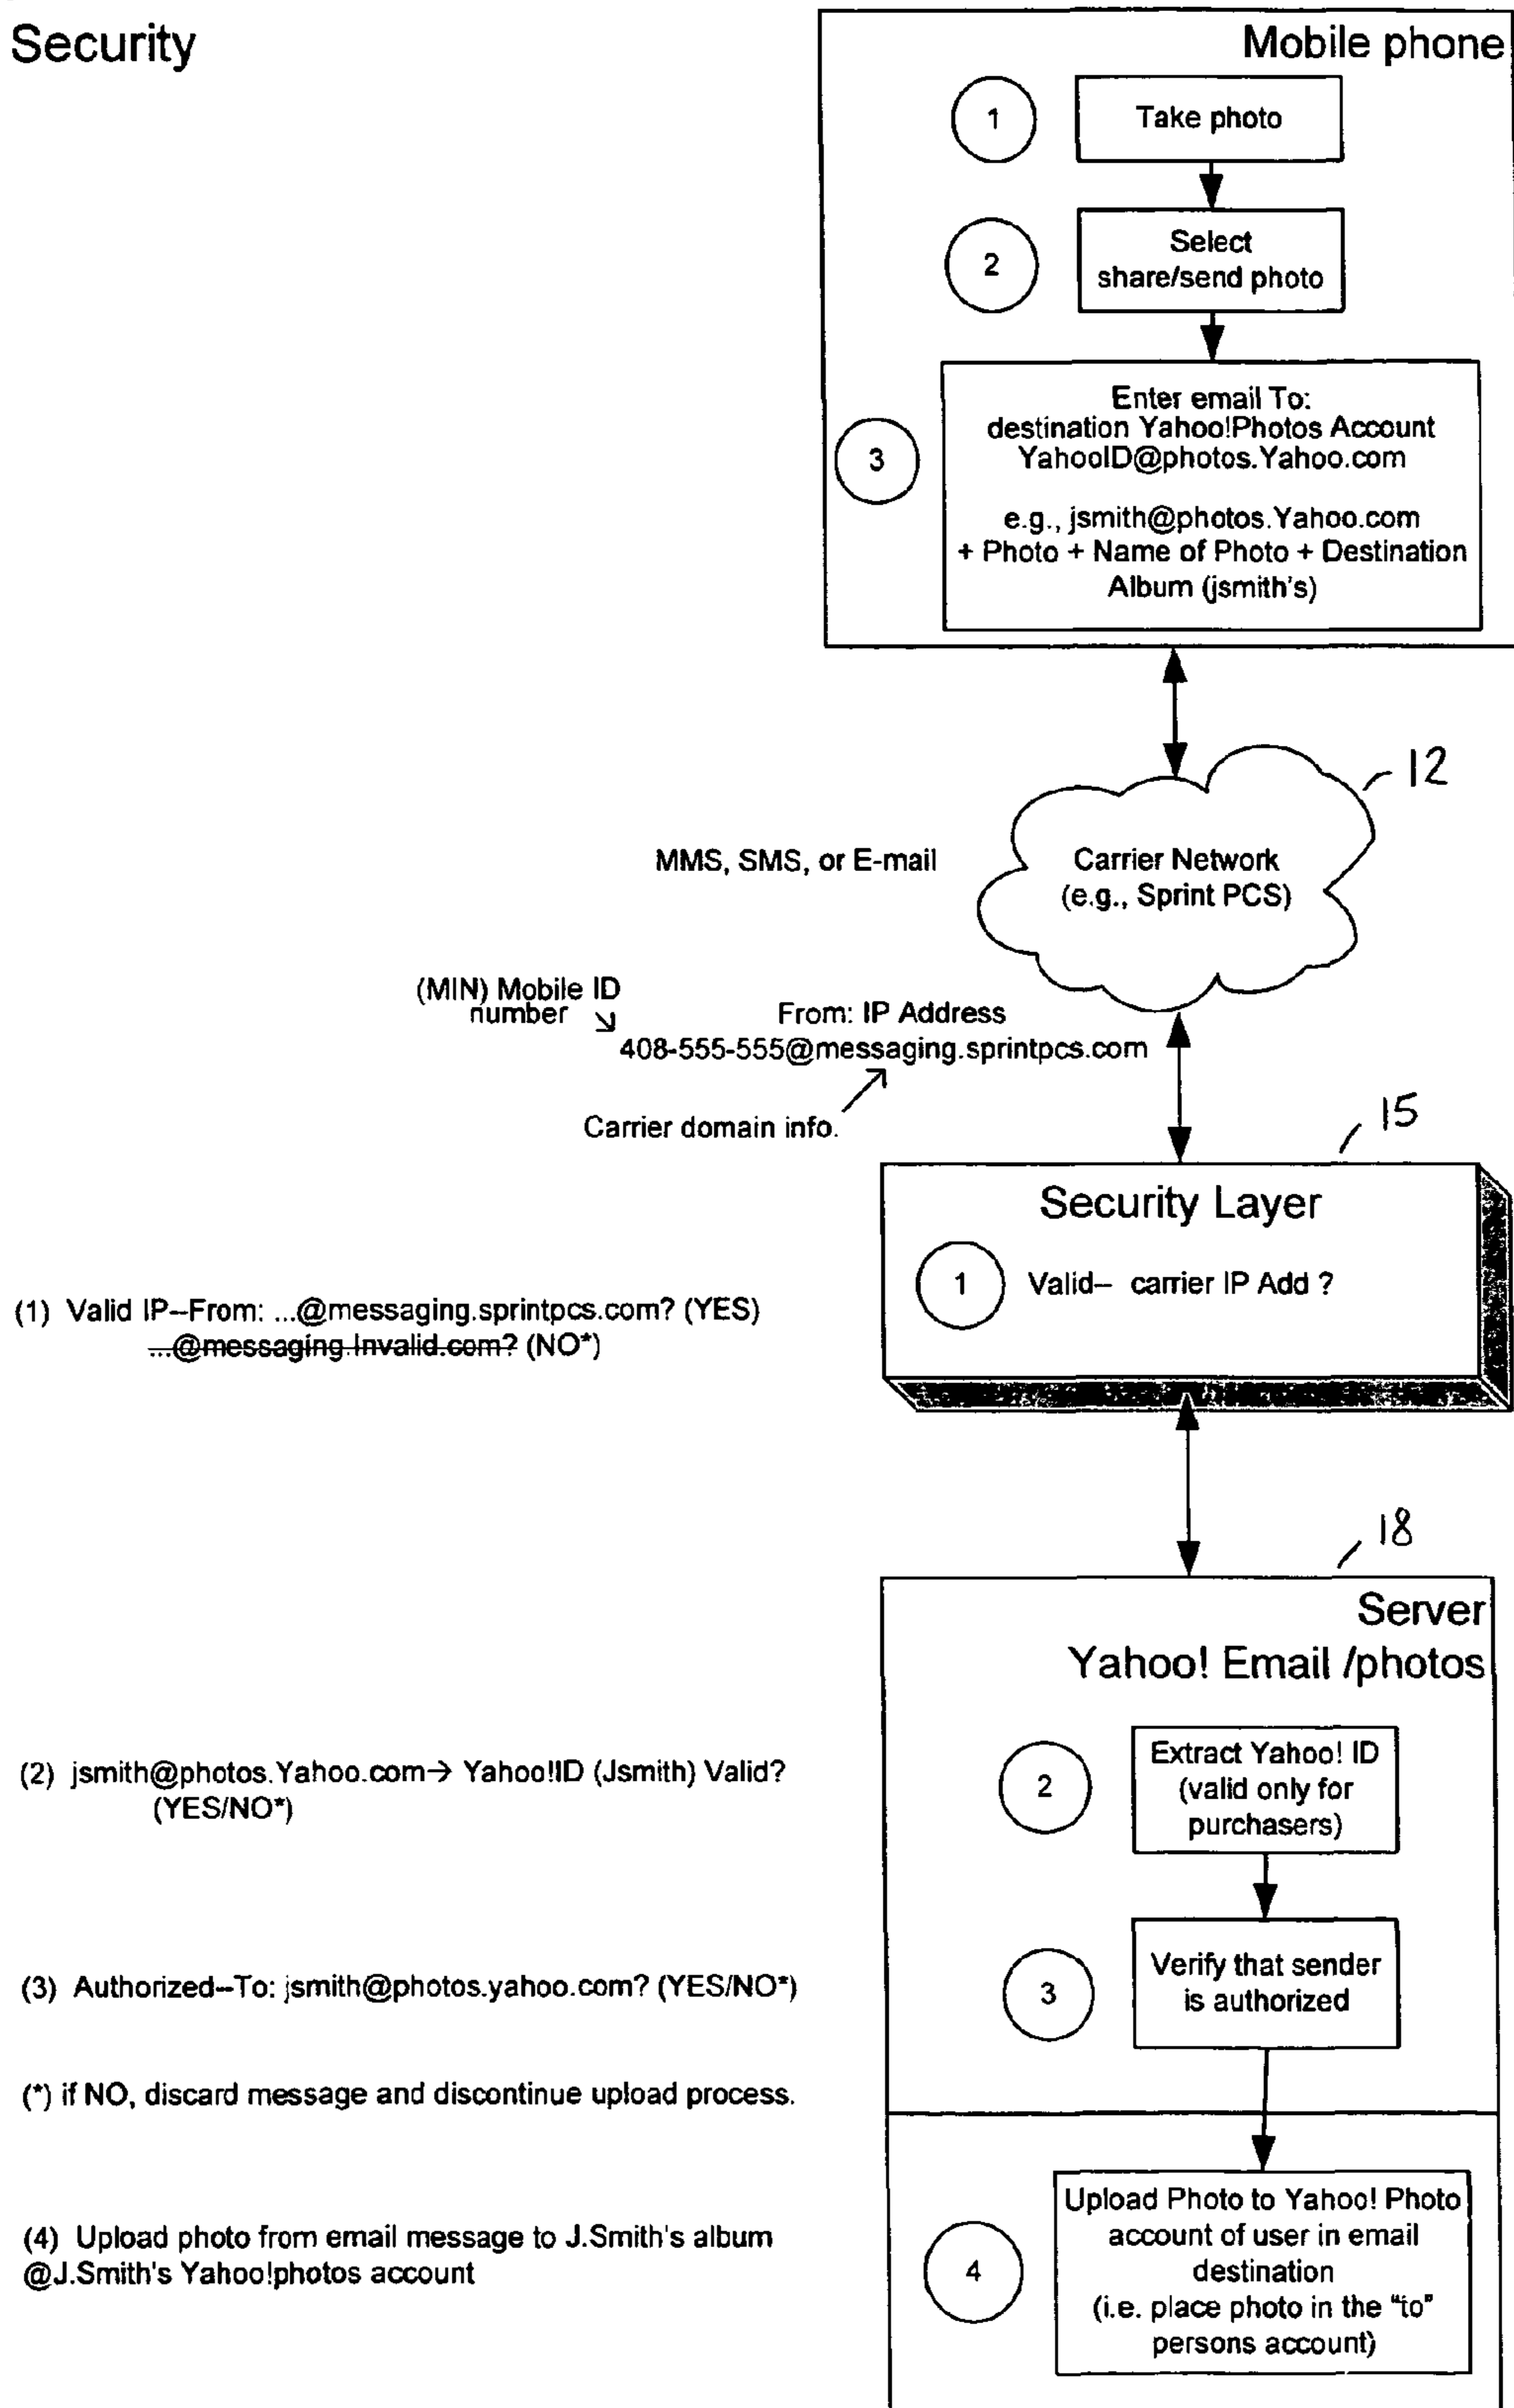 Security
Mobile phone
1
Take photo
2
Select
share/send photo
3
Enter email To:
destination Yahoo!Photos Account
YahooID@photos.Yahoo.com
e.g., jsmith@photos.Yahoo.com
+ Photo + Name of Photo + Destination
Album (jsmith's)
12
MMS, SMS, or E-mail
Carrier Network
(e.g., Sprint PCS)
(MIN) Mobile ID
number
From: IP Address
408-555-555@messaging.sprintpcs.com
Carrier domain info.
15
Security Layer
1
Valid-- carrier IP Add ?
(1) Valid IP--From: ...@messaging.sprintpcs.com? (YES)
...@messaging.Invalid.com? (NO*)
18
Server
Yahoo! Email /photos
2
Extract Yahoo! ID
(valid only for
purchasers)
(2) jsmith@photos.Yahoo.com→ Yahoo!ID (Jsmith) Valid?
(YES/NO*)
3
Verify that sender
is authorized
(3) Authorized--To: jsmith@photos.yahoo.com? (YES/NO*)
(*) if NO, discard message and discontinue upload process.
4
Upload Photo to Yahoo! Photo
account of user in email
destination
(i.e. place photo in the "to"
persons account)
(4) Upload photo from email message to J.Smith's album
@J.Smith's Yahoo!photos account